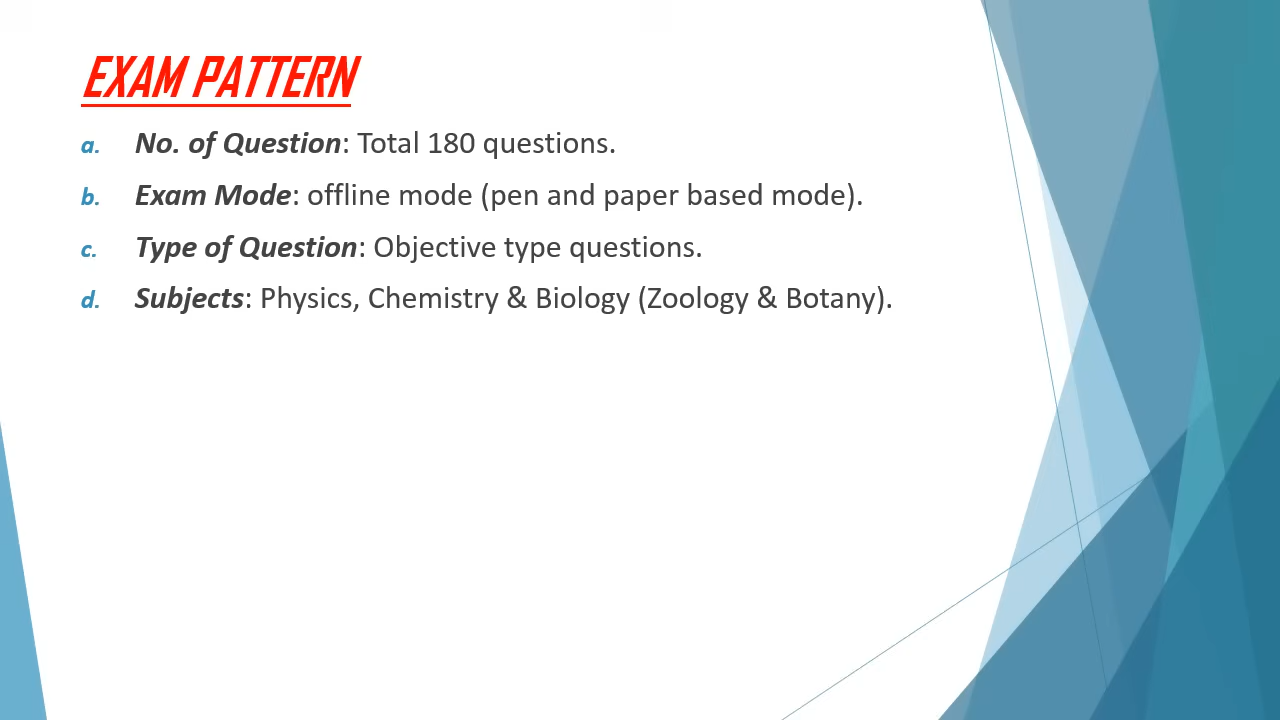 EXAM PATTERN
a. No. of Question: Total 180 questions.
b. Exam Mode: offline mode (pen and paper based mode).
c. Type of Question: Objective type questions.
d. Subjects: Physics, Chemistry & Biology (Zoology & Botany).